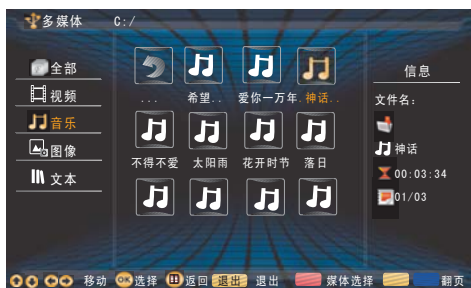 多媒体 C:/
全部
视频
音乐
图像
文本
... 希望.. 爱你一万年 神话..
不得不爱 太阳雨 花开时节 落日
信息
文件名:
神话
00:03:34
01/03
移动 OK 选择 返回 退出 退出 媒体选择 翻页